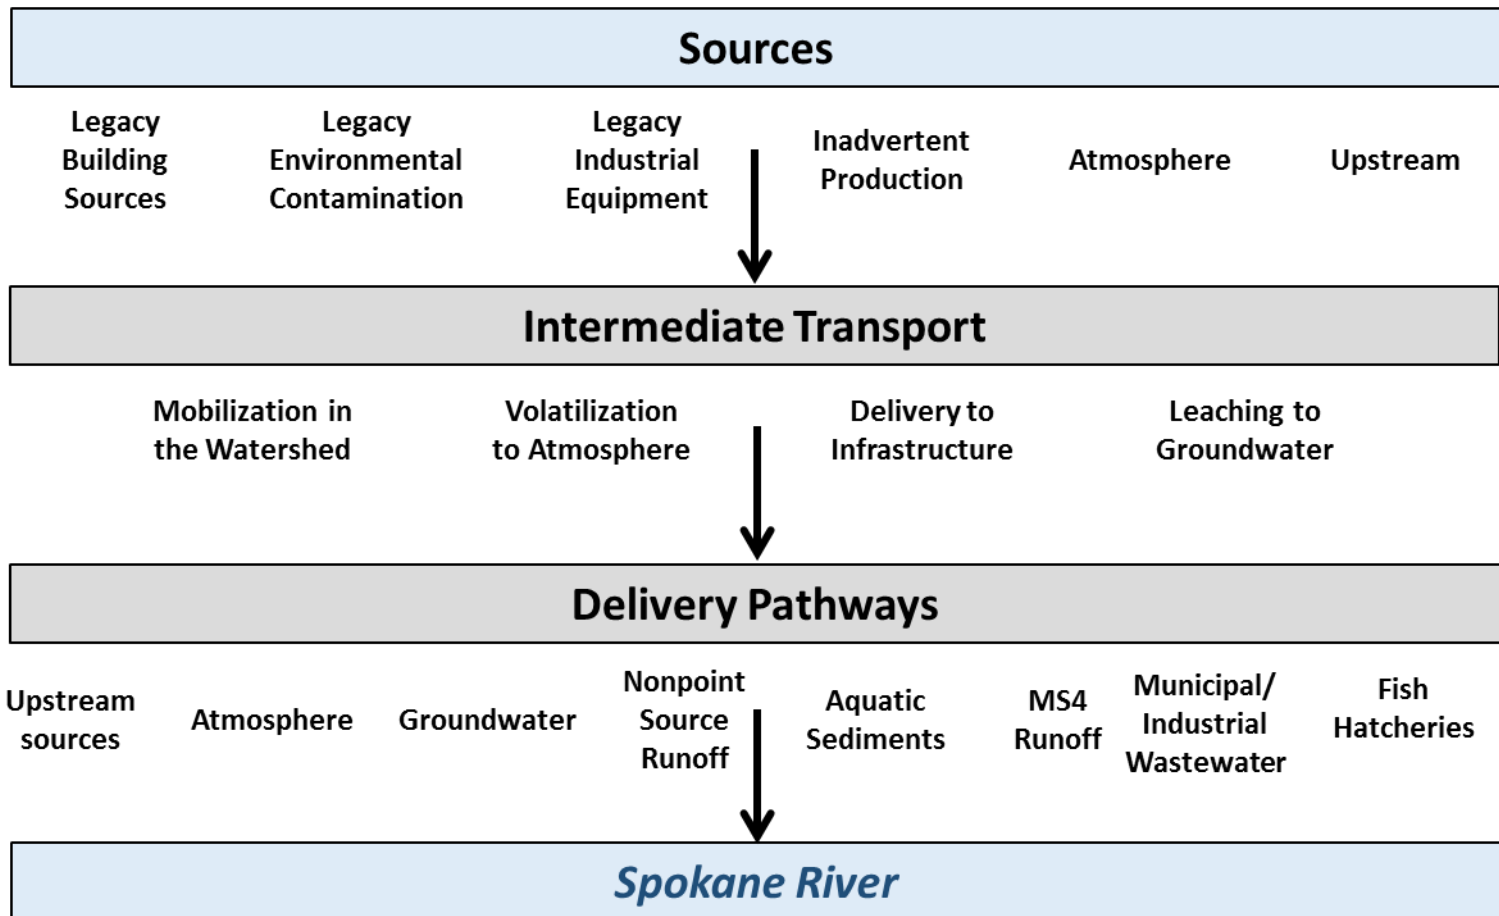 Sources
Legacy
Building
Sources
Legacy
Environmental
Contamination
Legacy
Industrial
Equipment
Inadvertent
Production
Atmosphere
Upstream
Intermediate Transport
Mobilization in
the Watershed
Volatilization
to Atmosphere
Delivery to
Infrastructure
Leaching to
Groundwater
Delivery Pathways
Upstream
sources
Atmosphere
Groundwater
Nonpoint
Source
Runoff
Aquatic
Sediments
MS4
Runoff
Municipal/
Industrial
Wastewater
Fish
Hatcheries
Spokane River